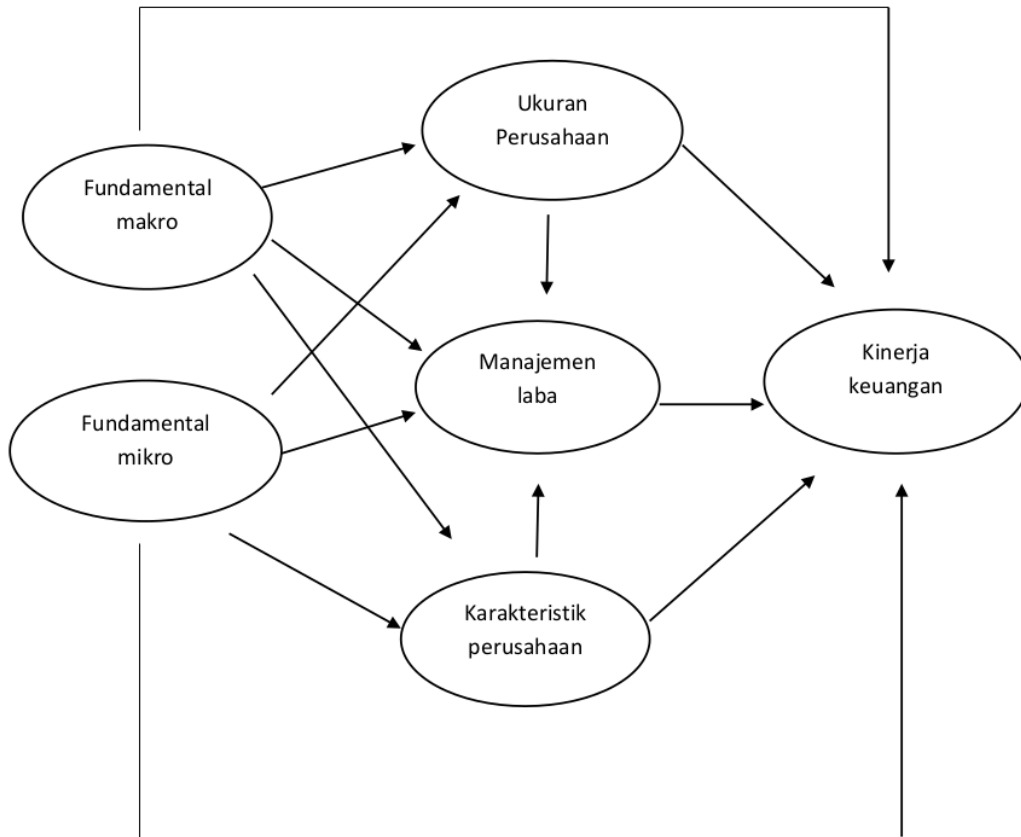 Ukuran
Perusahaan
Fundamental
makro
Manajemen
laba
Kinerja
keuangan
Fundamental
mikro
Karakteristik
perusahaan